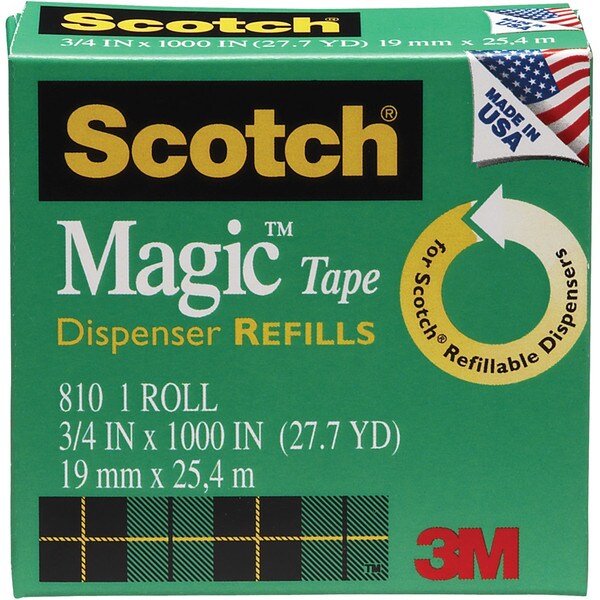 Scotch®
3/4 IN x 1000 IN (27.7 YD) 19 mm x 25,4 m
MADE IN
USA
Scotch®
Magic™ Tape
Dispenser REFILLS
for Scotch® Refillable Dispensers
810 1 ROLL
3/4 IN x 1000 IN (27.7 YD)
19 mm x 25,4 m
TM
3M